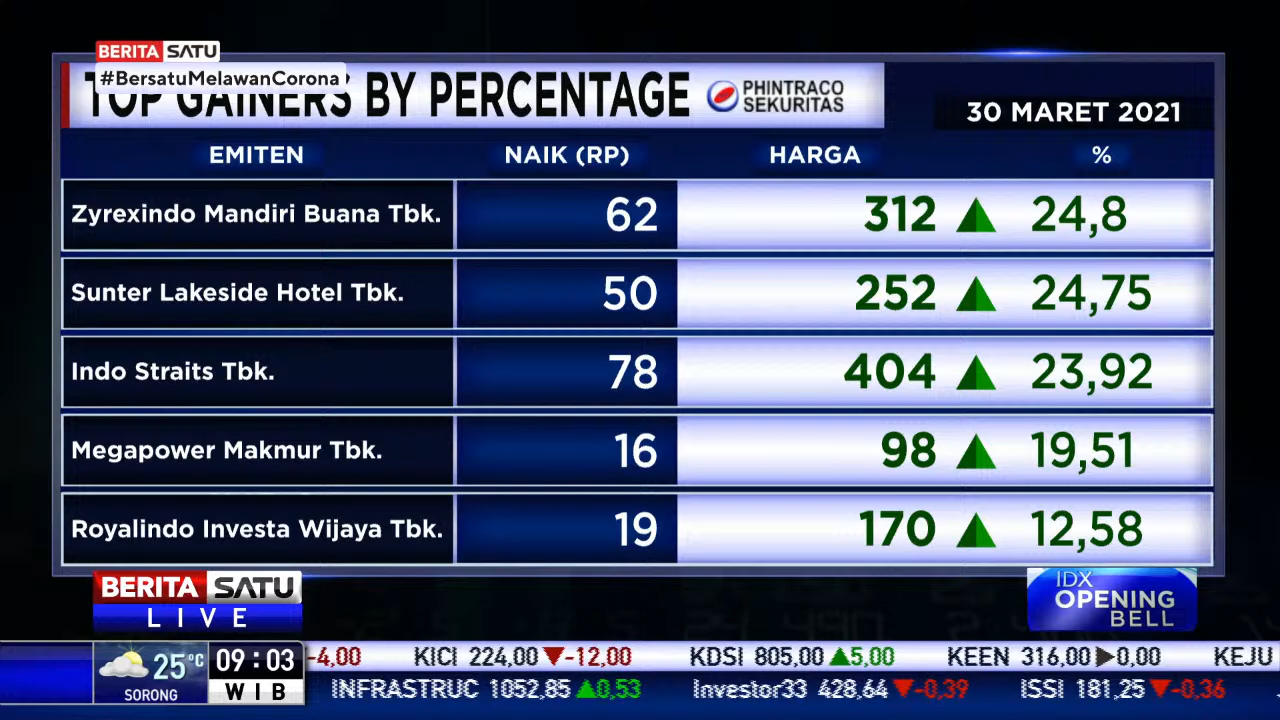 BERITA SATU
#BersatuMelawanCorona
TOP GAINERS BY PERCENTAGE
PHINTRACO
SEKURITAS
30 MARET 2021
EMITEN NAIK (RP) HARGA %
Zyrexindo Mandiri Buana Tbk. 62 312 ▲ 24,8
Sunter Lakeside Hotel Tbk. 50 252 ▲ 24,75
Indo Straits Tbk. 78 404 ▲ 23,92
Megapower Makmur Tbk. 16 98 ▲ 19,51
Royalindo Investa Wijaya Tbk. 19 170 ▲ 12,58
BERITA SATU
LIVE
IDX
OPENING
BELL
25°C
SORONG
09:03
WIB
-4,00 KICI 224,00▼-12,00 KDSI 805,00▲5,00 KEEN 316,00▶0,00 KEJU
INFRASTRUC 1052,85▲0,53 Investor33 428,64▼-0,39 ISSI 181,25▼-0,36